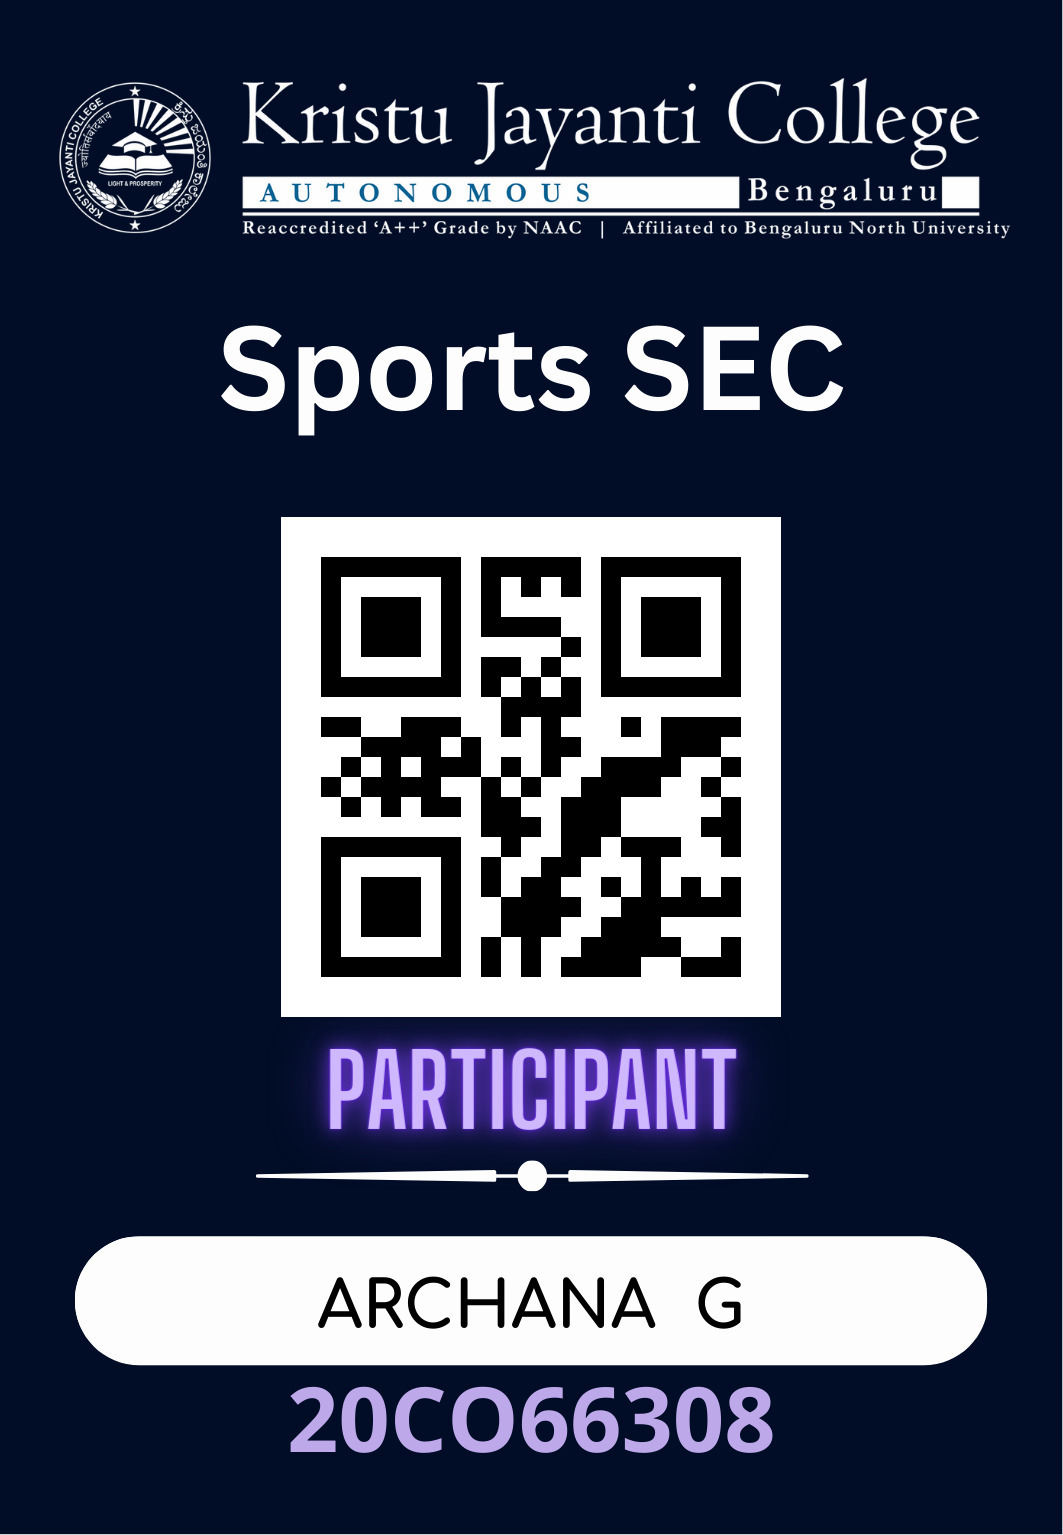 KRISTU JAYANTI COLLEGE
ಕ್ರಿಸ್ತು ಜಯಂತಿ ಕಾಲೇಜು
LIGHT & PROSPERITY
Kristu Jayanti College
AUTONOMOUS Bengaluru
Reaccredited ‘A++’ Grade by NAAC | Affiliated to Bengaluru North University
Sports SEC
PARTICIPANT
ARCHANA G
20CO66308